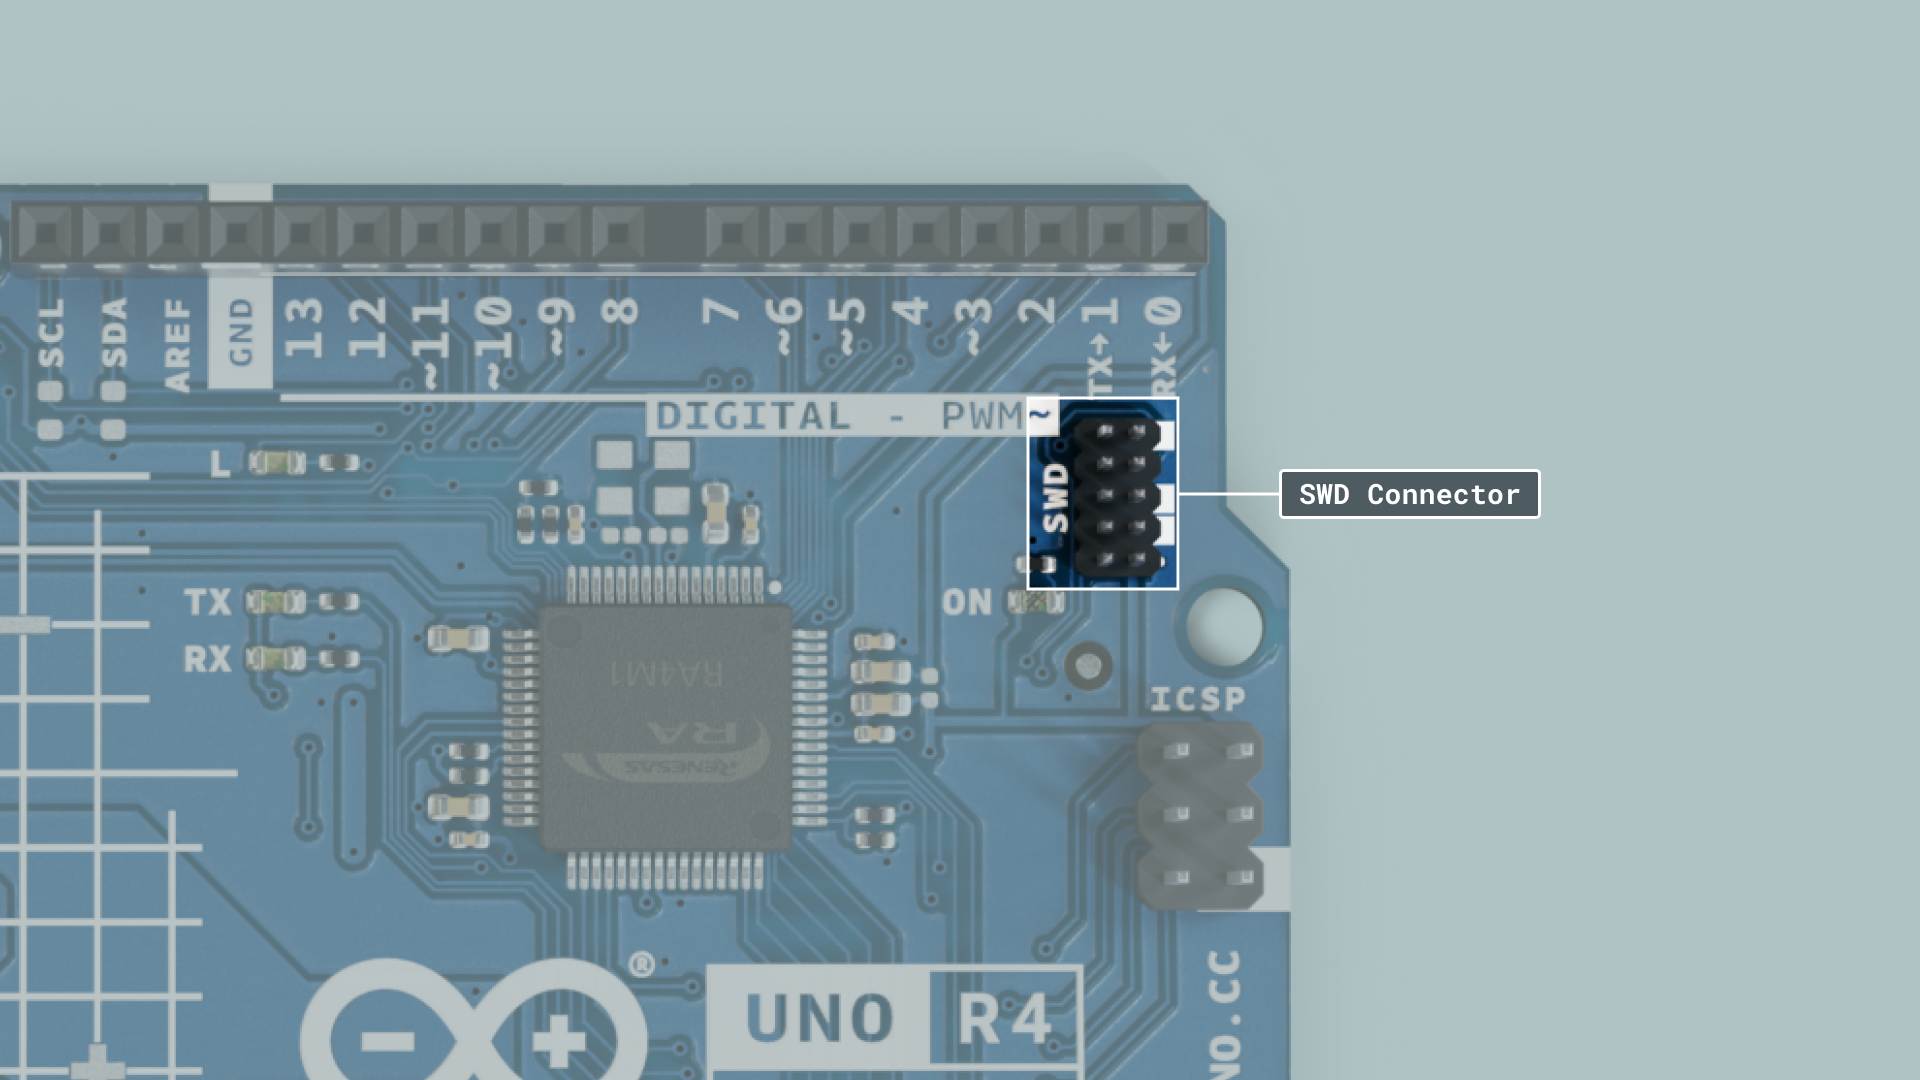 SCL
SDA
AREF
GND
13
12
~11
~10
~9
8
7
~6
~5
4
~3
2
TX→1
RX←0
DIGITAL - PWM~
L
SWD
SWD Connector
TX
ON
RX
RA4M1
RA
RENESAS
ICSP
®
UNO R4
NO.CC